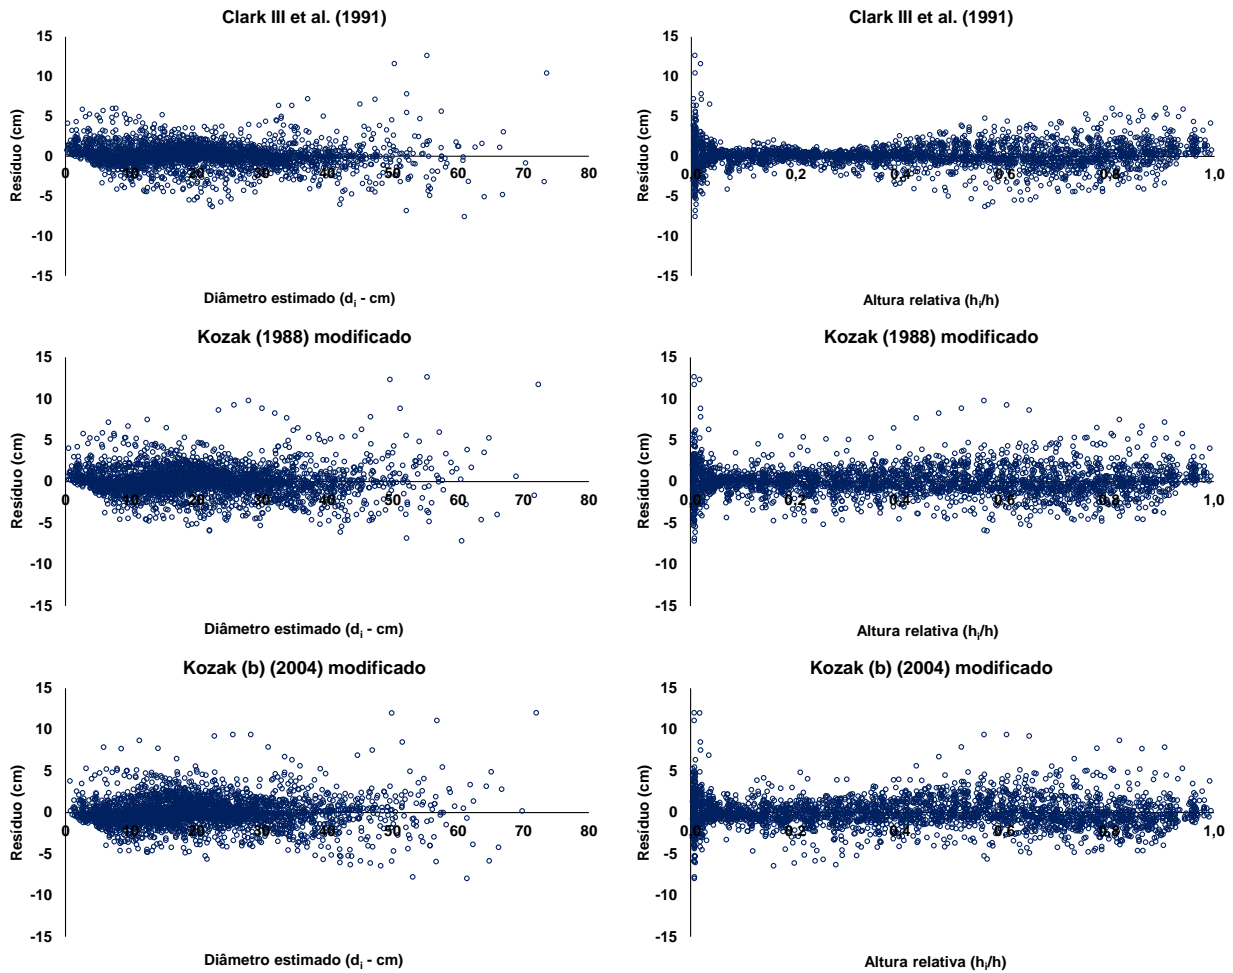 Clark III et al. (1991)
15
10
5
0
-5
-10
-15
Resíduo (cm)
0 10 20 30 40 50 60 70 80
Diâmetro estimado (di - cm)
Clark III et al. (1991)
15
10
5
0
-5
-10
-15
Resíduo (cm)
0,0 0,2 0,4 0,6 0,8 1,0
Altura relativa (hi/h)
Kozak (1988) modificado
15
10
5
0
-5
-10
-15
Resíduo (cm)
0 10 20 30 40 50 60 70 80
Diâmetro estimado (di - cm)
Kozak (1988) modificado
15
10
5
0
-5
-10
-15
Resíduo (cm)
0,0 0,2 0,4 0,6 0,8 1,0
Altura relativa (hi/h)
Kozak (b) (2004) modificado
15
10
5
0
-5
-10
-15
Resíduo (cm)
0 10 20 30 40 50 60 70 80
Diâmetro estimado (di - cm)
Kozak (b) (2004) modificado
15
10
5
0
-5
-10
-15
Resíduo (cm)
0,0 0,2 0,4 0,6 0,8 1,0
Altura relativa (hi/h)